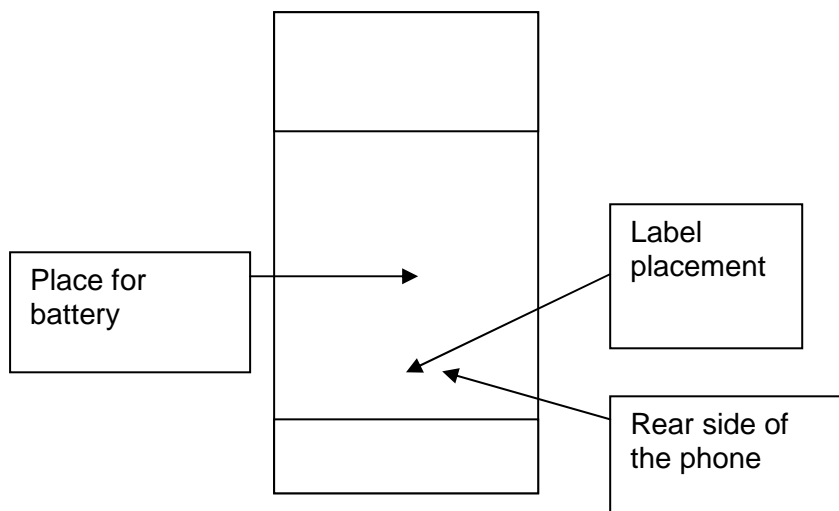 Place for
battery
Label
placement
Rear side of
the phone